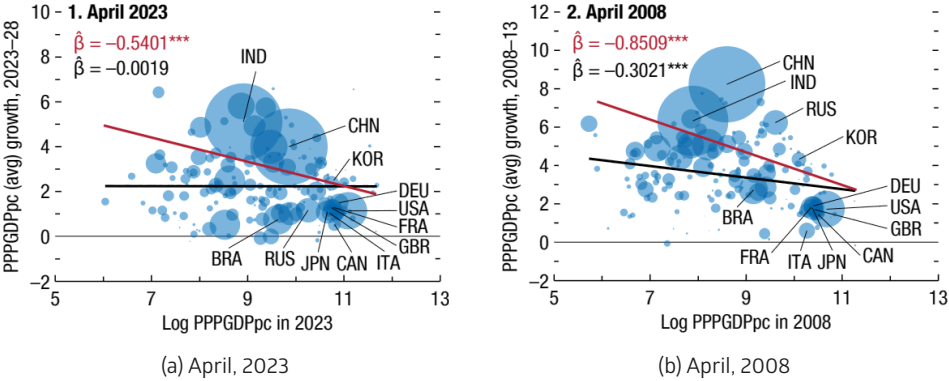 1. April 2023
β̂ = –0.5401***
β̂ = –0.0019
PPPGDPpc (avg) growth, 2023–28
10
8
6
4
2
0
–2
IND
CHN
KOR
DEU
USA
FRA
GBR
BRA
RUS
JPN
CAN
ITA
5
7
9
11
13
Log PPPGDPpc in 2023
(a) April, 2023
2. April 2008
β̂ = –0.8509***
β̂ = –0.3021***
PPPGDPpc (avg) growth, 2008–13
12
10
8
6
4
2
0
–2
CHN
IND
RUS
KOR
DEU
USA
GBR
BRA
FRA
ITA
JPN
CAN
5
7
9
11
13
Log PPPGDPpc in 2008
(b) April, 2008